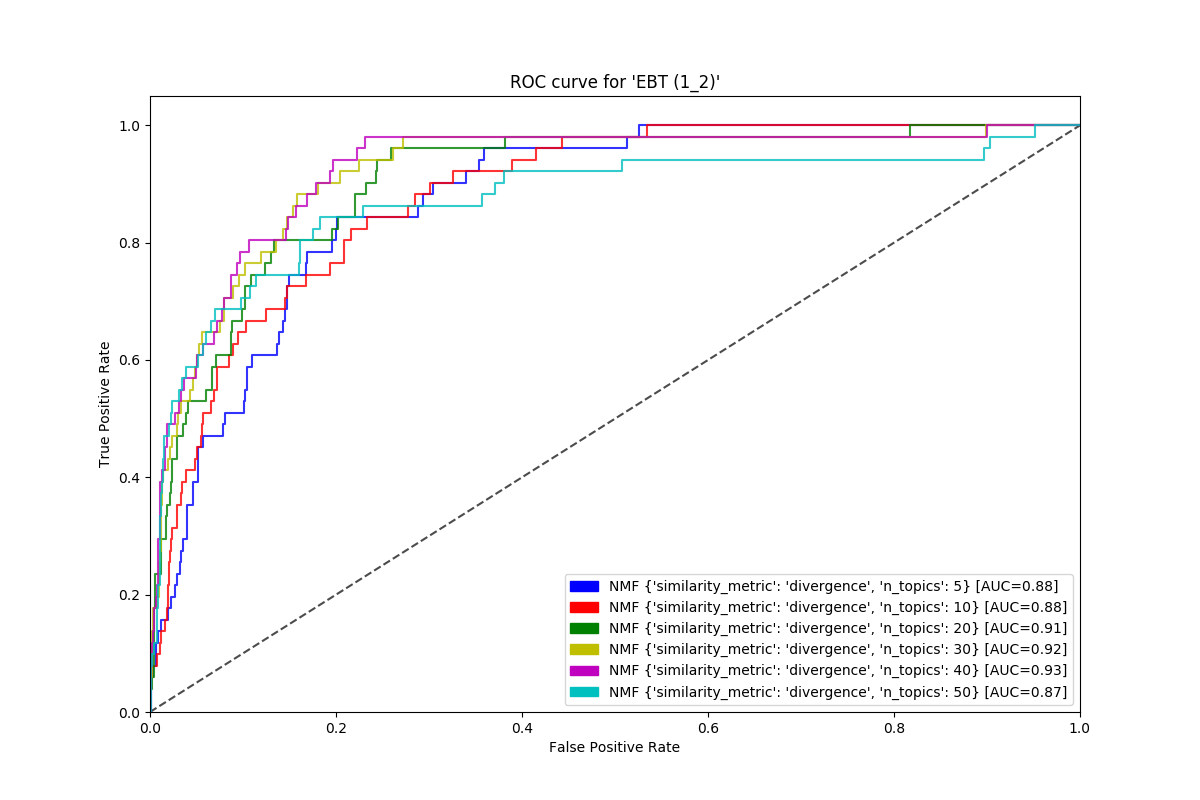 ROC curve for 'EBT (1_2)'
True Positive Rate
1.0
0.8
0.6
0.4
0.2
0.0
0.0 0.2 0.4 0.6 0.8 1.0
False Positive Rate
NMF {'similarity_metric': 'divergence', 'n_topics': 5} [AUC=0.88]
NMF {'similarity_metric': 'divergence', 'n_topics': 10} [AUC=0.88]
NMF {'similarity_metric': 'divergence', 'n_topics': 20} [AUC=0.91]
NMF {'similarity_metric': 'divergence', 'n_topics': 30} [AUC=0.92]
NMF {'similarity_metric': 'divergence', 'n_topics': 40} [AUC=0.93]
NMF {'similarity_metric': 'divergence', 'n_topics': 50} [AUC=0.87]